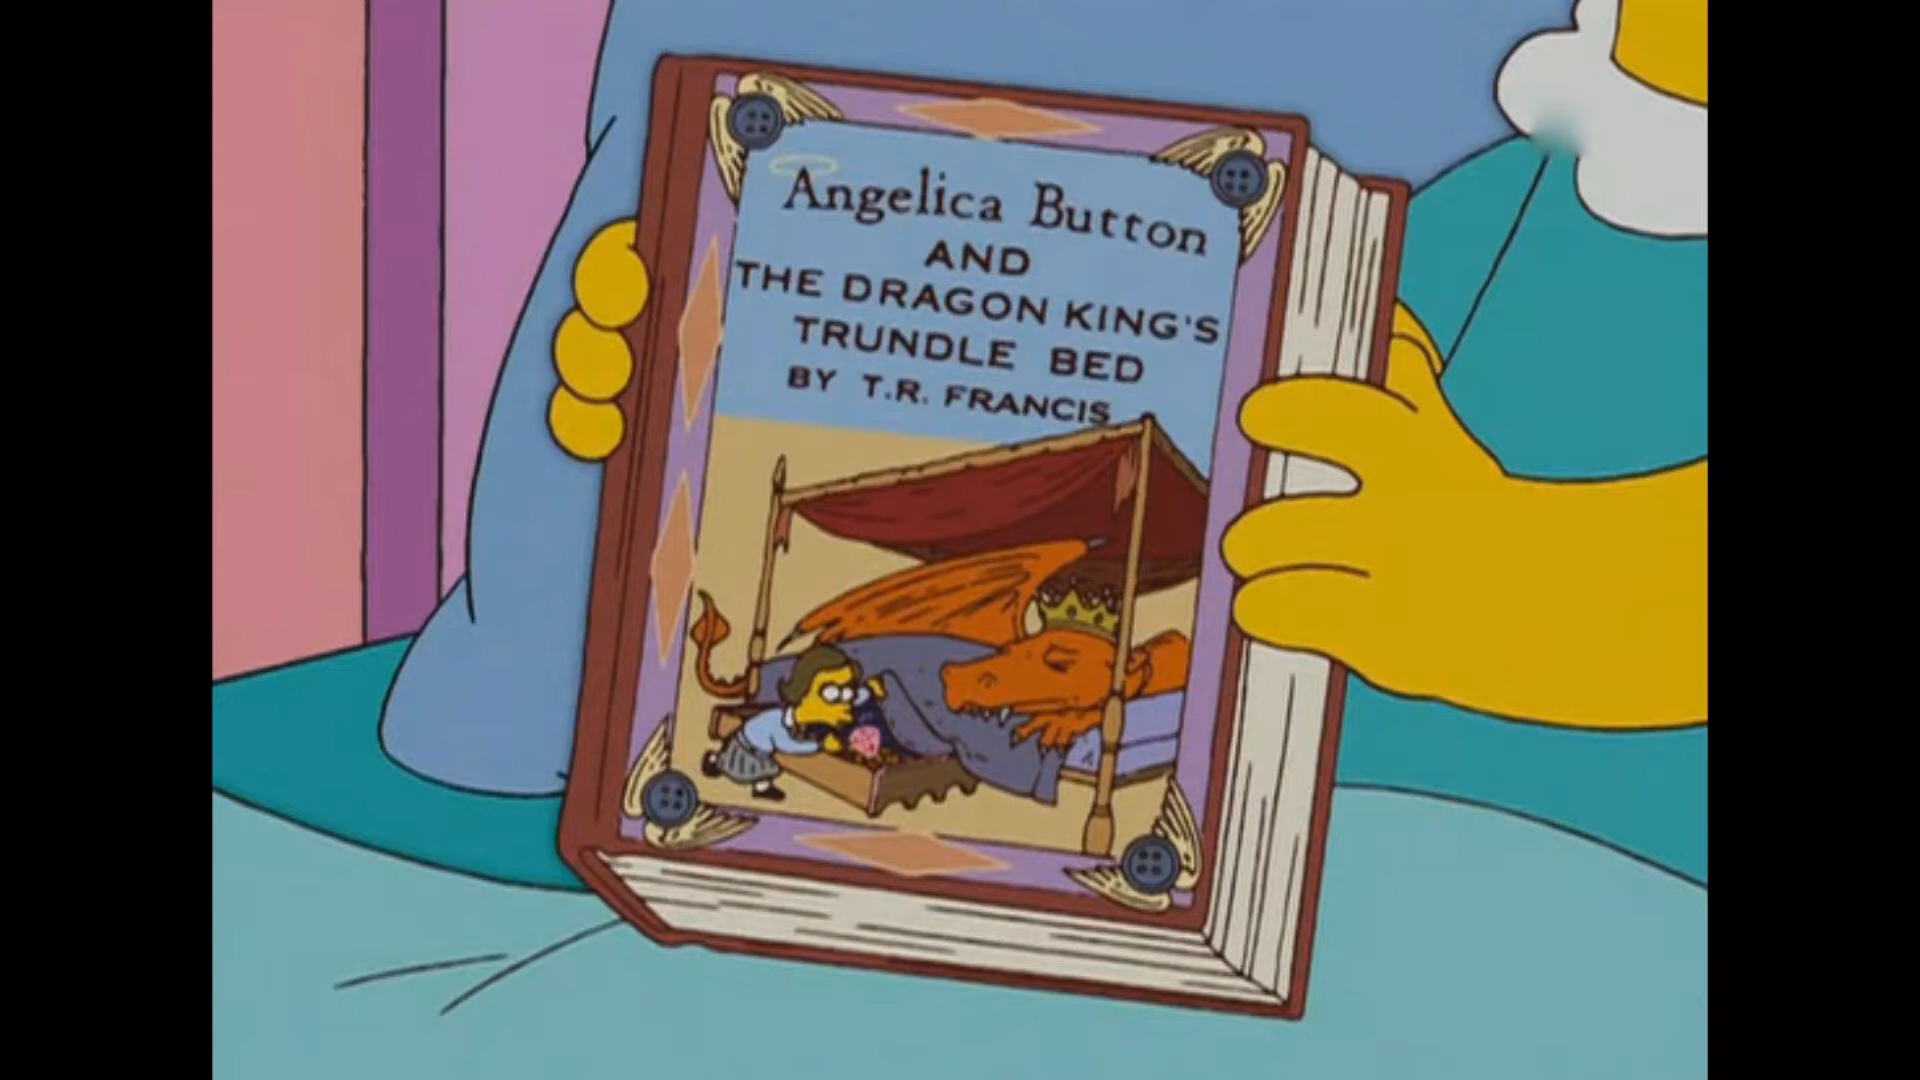 Angelica Button
AND
THE DRAGON KING'S
TRUNDLE BED
BY T.R. FRANCIS